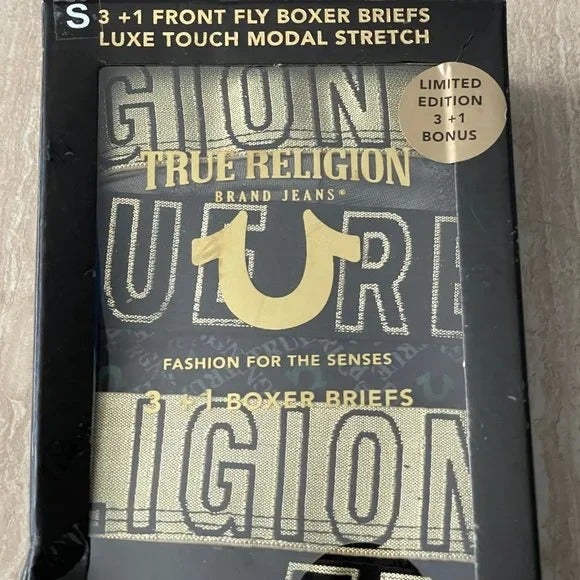 S 3 +1 FRONT FLY BOXER BRIEFS
LUXE TOUCH MODAL STRETCH
LIMITED
EDITION
3 +1
BONUS
GION
TRUE RELIGION
BRAND JEANS®
UE RE
FASHION FOR THE SENSES
3 +1 BOXER BRIEFS
LIGION